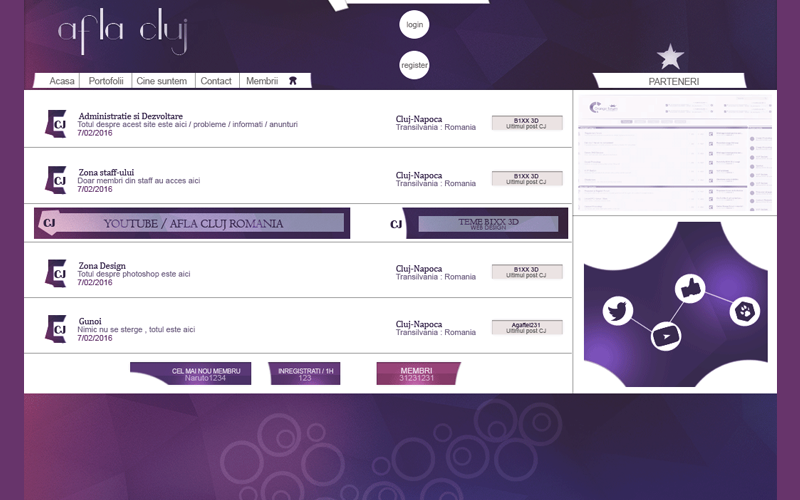 afla cluj
login
register
Acasa
Portofolii
Cine suntem
Contact
Membrii
PARTENERI
CJ
Administratie si Dezvoltare
Totul despre acest site este aici / probleme / informati / anunturi
7/02/2016
Cluj-Napoca
Transilvania : Romania
B1XX 3D
Ultimul post CJ
CJ
Zona staff-ului
Doar membri din staff au acces aici
7/02/2016
Cluj-Napoca
Transilvania : Romania
B1XX 3D
Ultimul post CJ
CJ
YOUTUBE / AFLA CLUJ ROMANIA
CJ
TEME B1XX 3D
WEB DESIGN
CJ
Zona Design
Totul despre photoshop este aici
7/02/2016
Cluj-Napoca
Transilvania : Romania
B1XX 3D
Ultimul post CJ
CJ
Gunoi
Nimic nu se sterge , totul este aici
7/02/2016
Cluj-Napoca
Transilvania : Romania
Agaftei231
Ultimul post CJ
CEL MAI NOU MEMBRU
Naruto1234
INREGISTRATI / 1H
123
MEMBRI
31231231